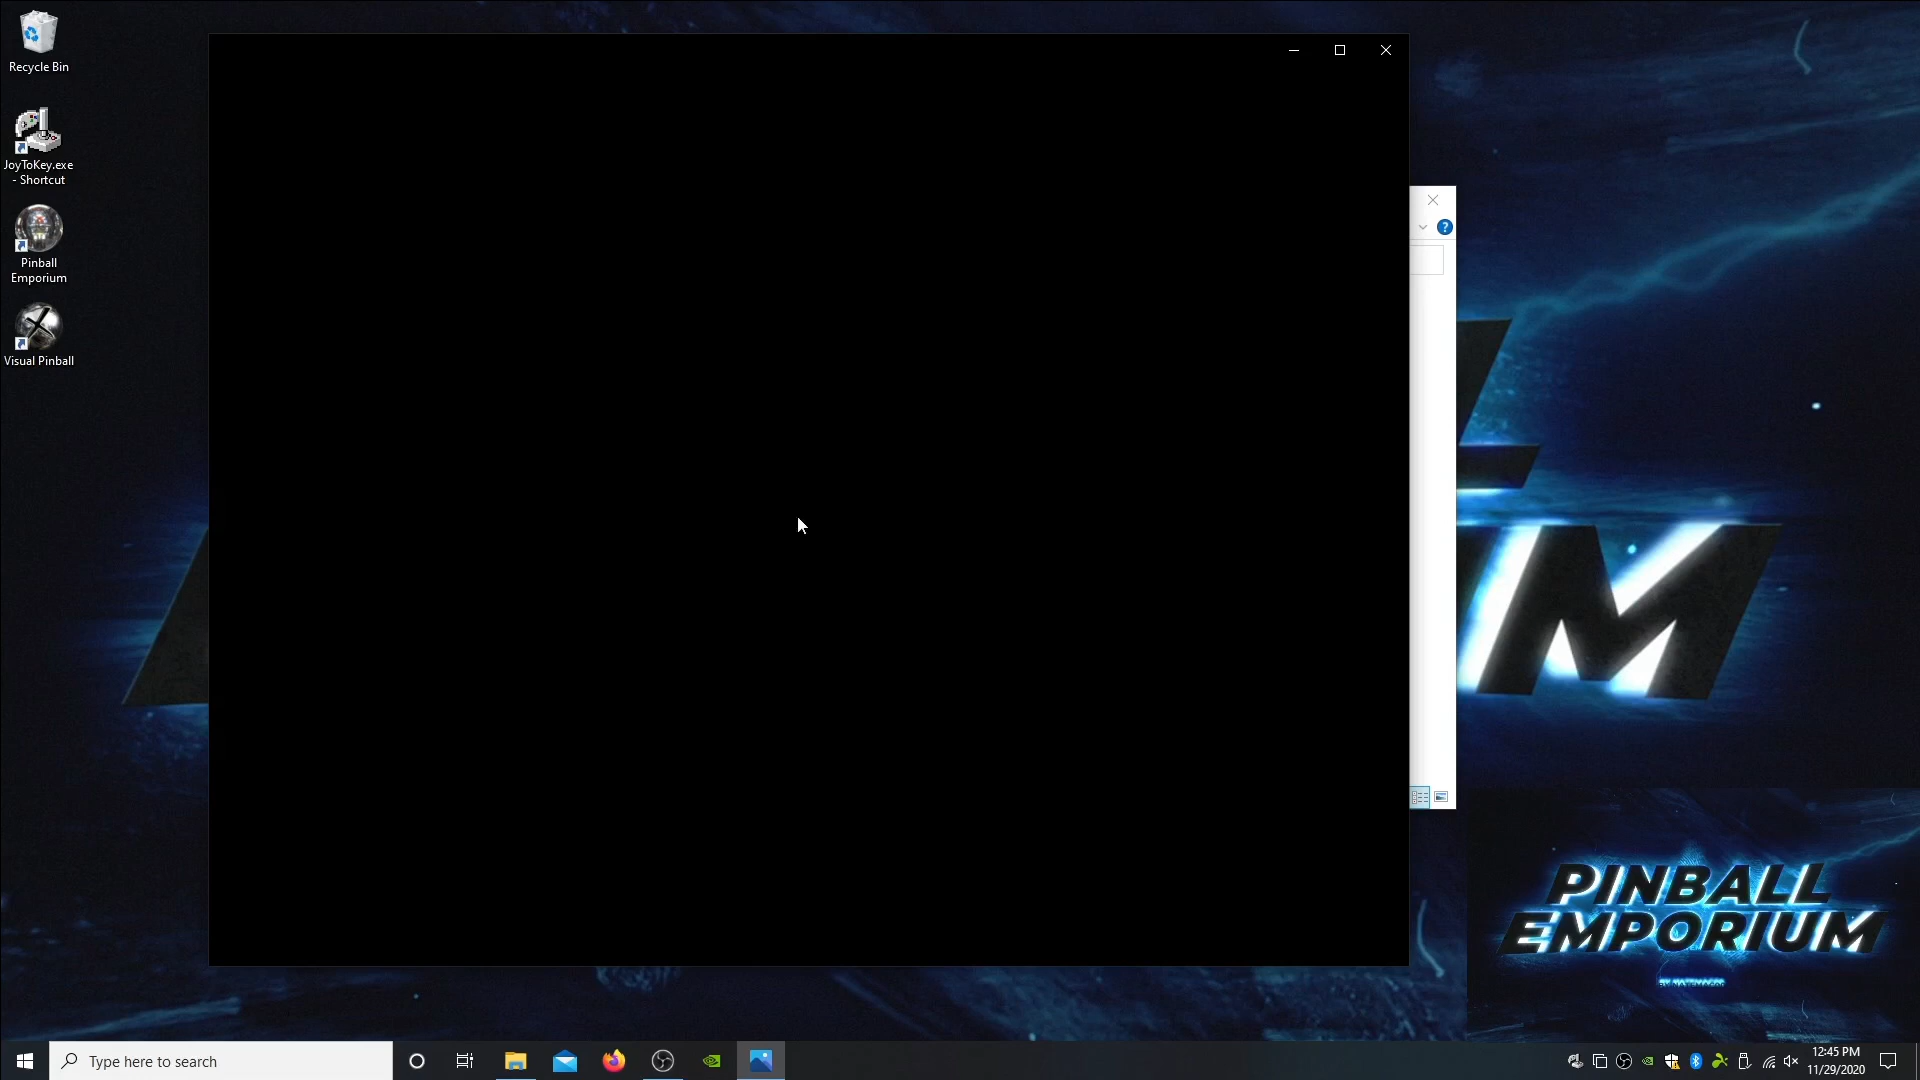 Recycle Bin
JoyToKey.exe
- Shortcut
Pinball
Emporium
Visual Pinball
?
M
PINBALL
EMPORIUM
Type here to search
12:45 PM
11/29/2020